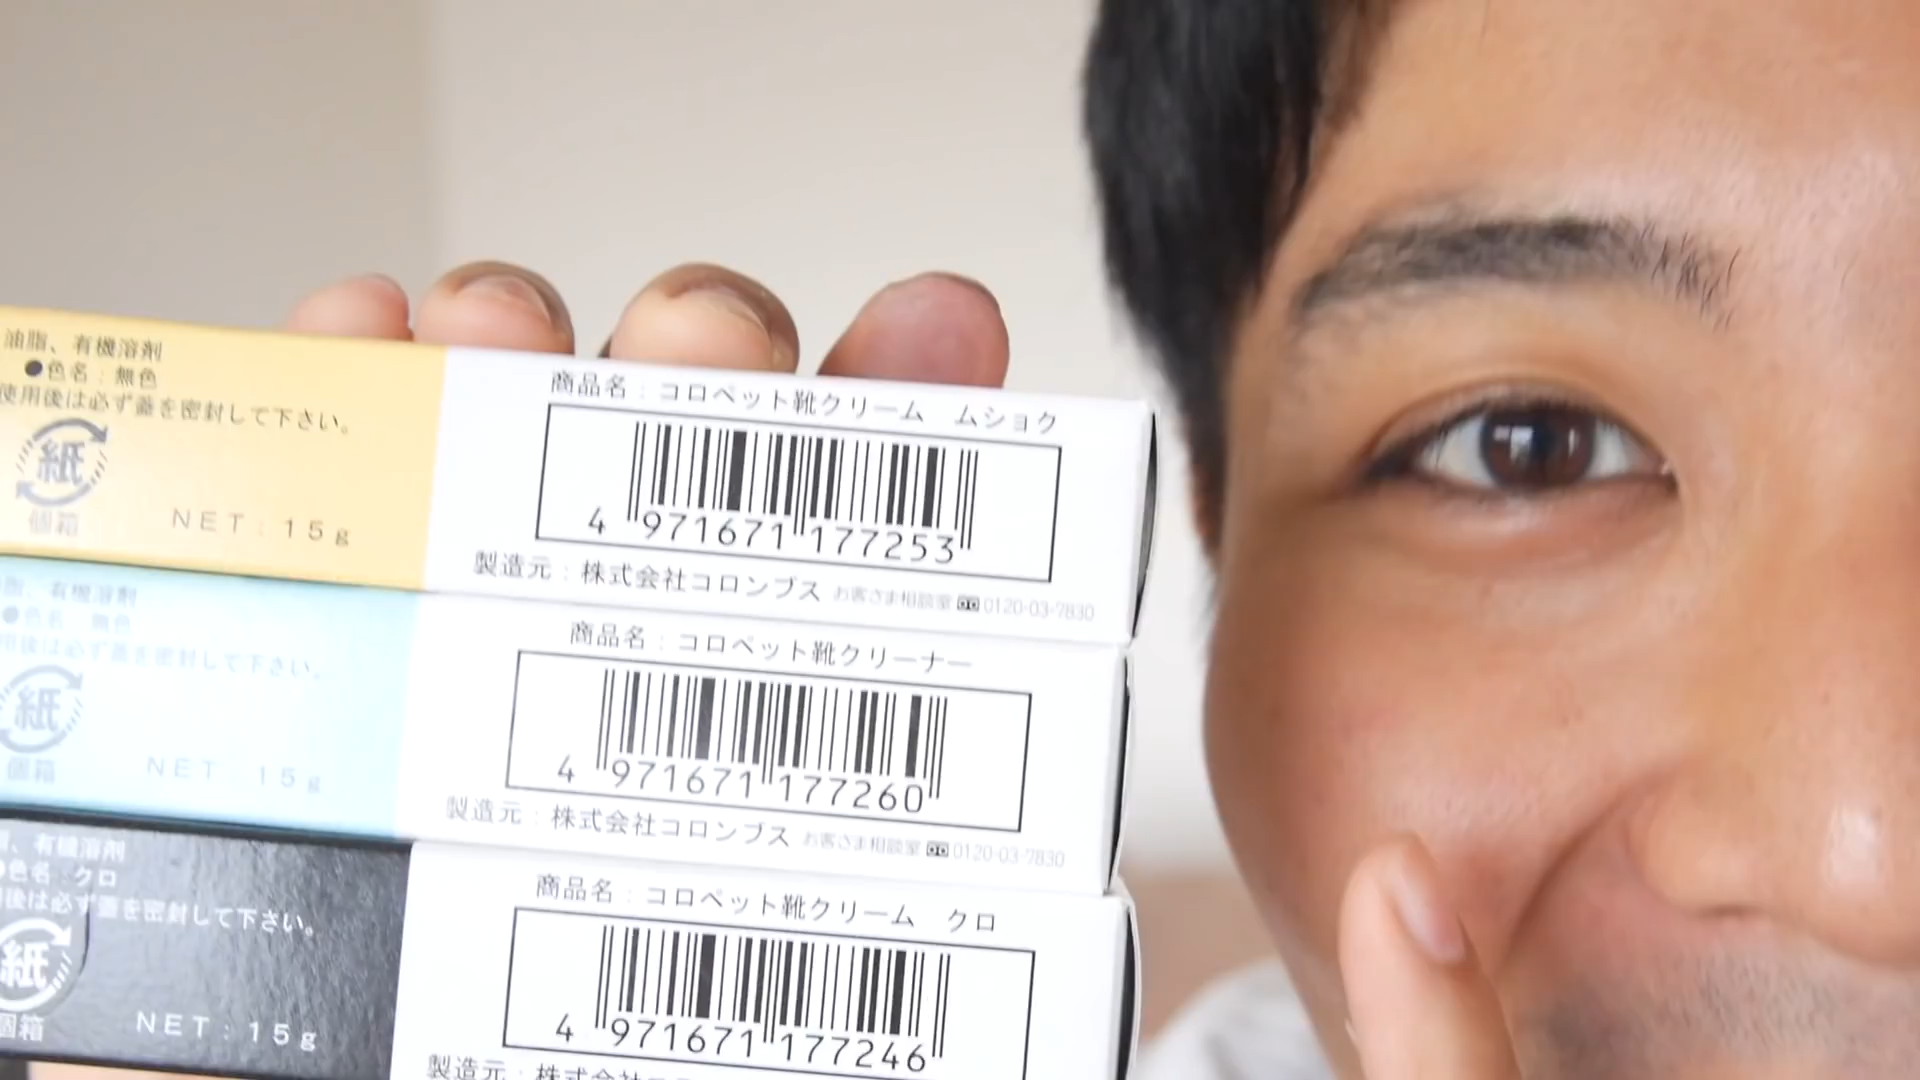 油脂、有機溶剤
●色名：無色
使用後は必ず蓋を密封して下さい。
紙
個箱
NET：15g
商品名：コロペット靴クリーム　ムショク
4 971671 177253
製造元：株式会社コロンブス お客さま相談室 0120-03-7830
脂、有機溶剤
●色名：無色
用後は必ず蓋を密封して下さい。
紙
個箱
NET：15g
商品名：コロペット靴クリーナー
4 971671 177260
製造元：株式会社コロンブス お客さま相談室 0120-03-7830
、有機溶剤
●色名：クロ
後は必ず蓋を密封して下さい。
紙
個箱
NET：15g
商品名：コロペット靴クリーム　クロ
4 971671 177246
製造元：株式会社コロ